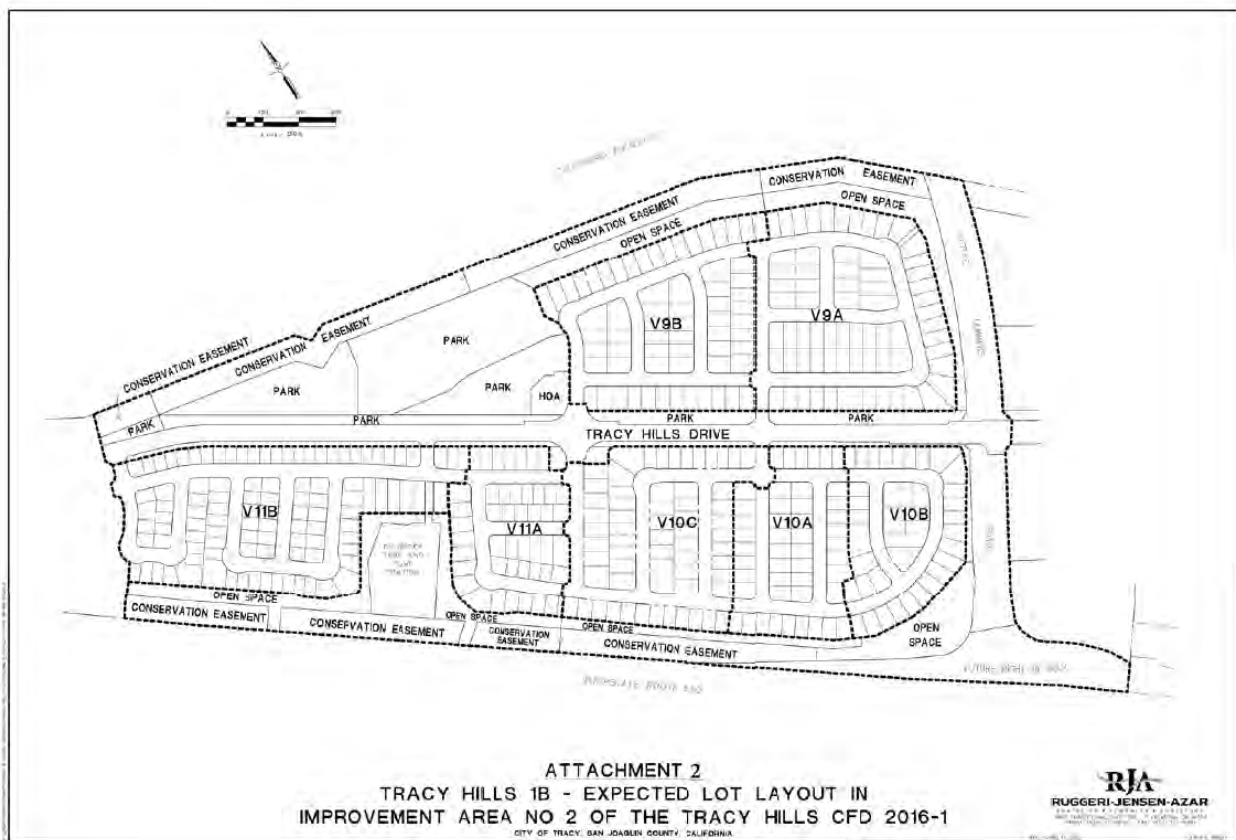 CONSERVATION EASEMENT
OPEN SPACE
CONSERVATION EASEMENT
OPEN SPACE
V9B
V9A
CONSERVATION EASEMENT
CONSERVATION EASEMENT
PARK
PARK
PARK
HOA
PARK
PARK
PARK
PARK
TRACY HILLS DRIVE
V11B
V11A
V10C
V10A
V10B
OPEN SPACE
CONSERVATION EASEMENT
CONSERVATION EASEMENT
OPEN SPACE
CONSERVATION
EASEMENT
OPEN SPACE
CONSERVATION EASEMENT
OPEN
SPACE
ATTACHMENT 2
TRACY HILLS 1B - EXPECTED LOT LAYOUT IN
IMPROVEMENT AREA NO 2 OF THE TRACY HILLS CFD 2016-1
CITY OF TRACY, SAN JOAQUIN COUNTY, CALIFORNIA
RJA
RUGGERI-JENSEN-AZAR